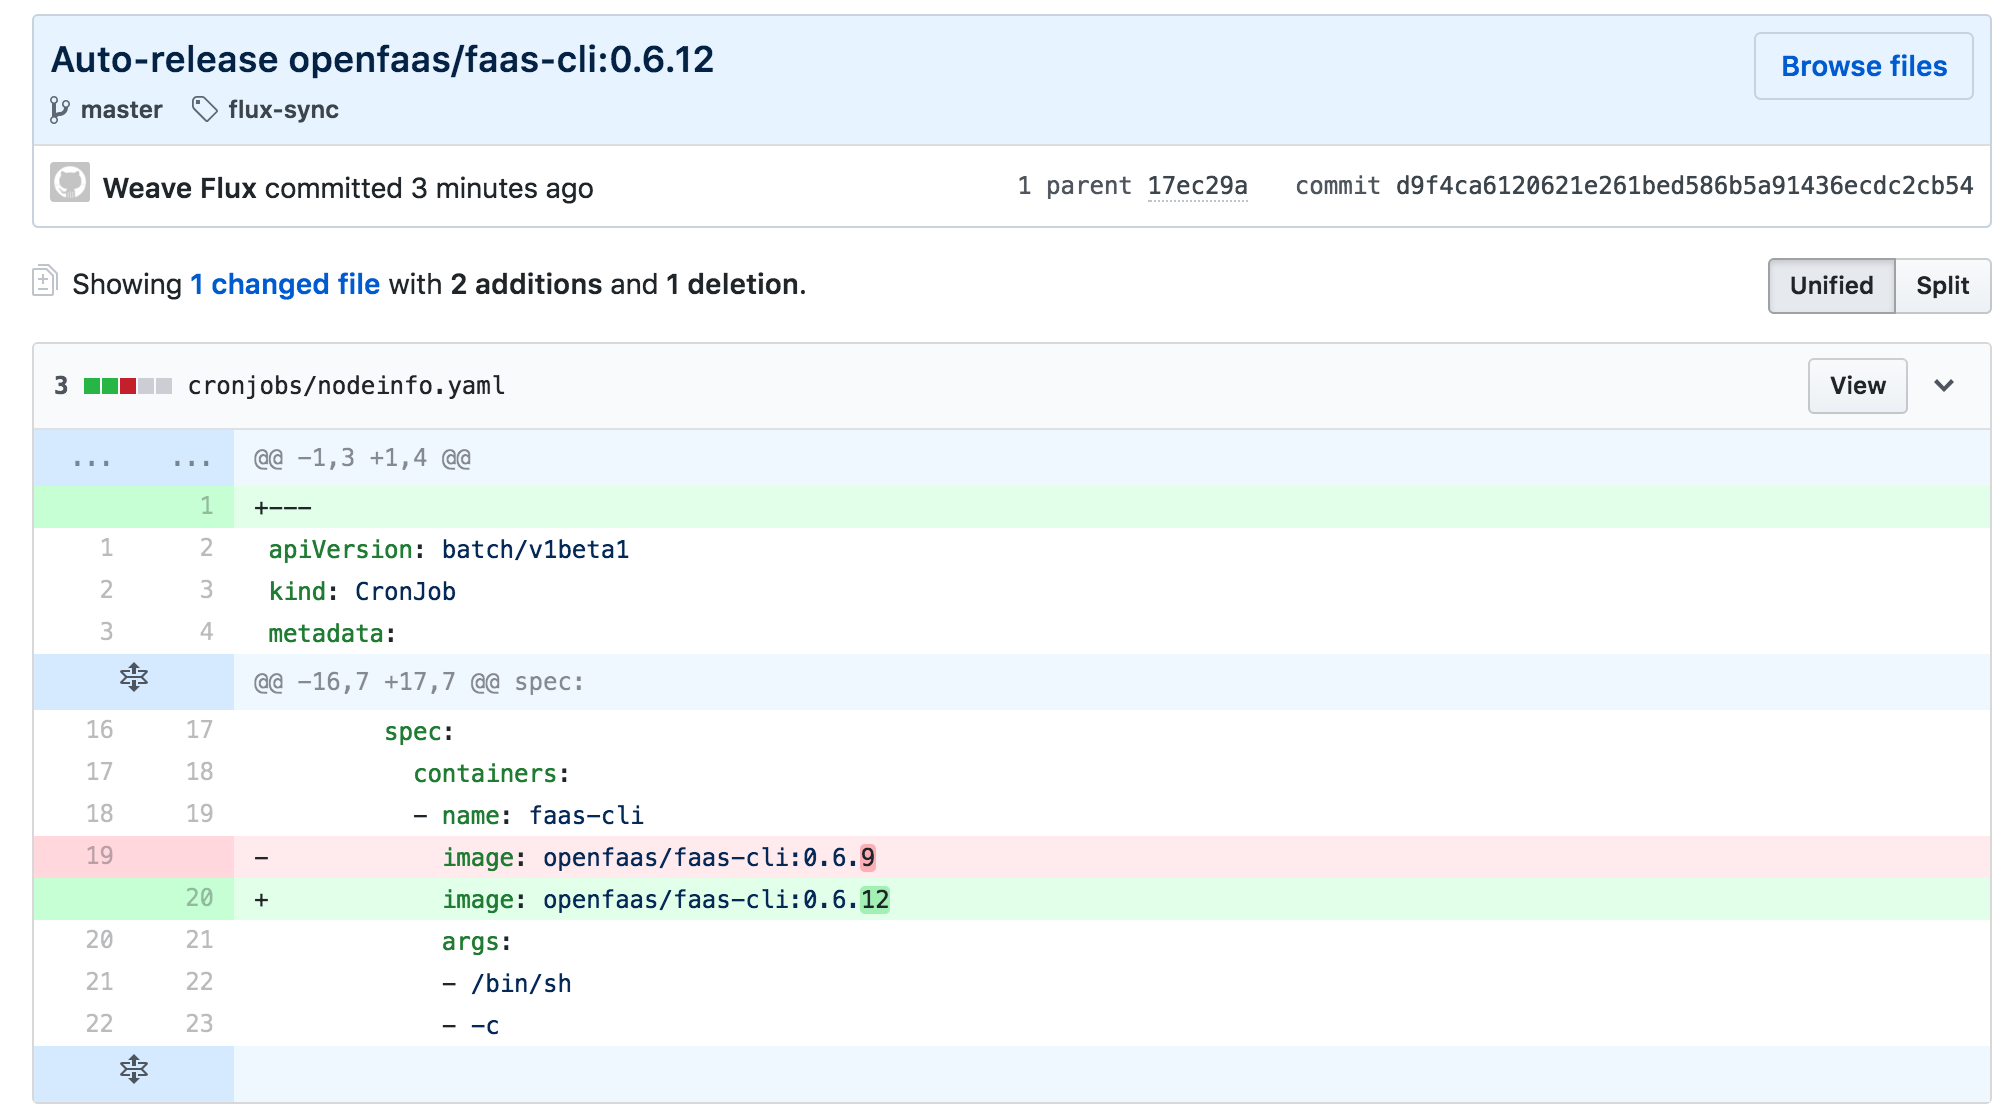 Auto-release openfaas/faas-cli:0.6.12
Browse files
master flux-sync
Weave Flux committed 3 minutes ago 1 parent 17ec29a commit d9f4ca6120621e261bed586b5a91436ecdc2cb54
Showing 1 changed file with 2 additions and 1 deletion.
Unified Split
3 cronjobs/nodeinfo.yaml View
... ... @@ -1,3 +1,4 @@
1 +---
1 2 apiVersion: batch/v1beta1
2 3 kind: CronJob
3 4 metadata:
@@ -16,7 +17,7 @@ spec:
16 17 spec:
17 18 containers:
18 19 - name: faas-cli
19 - image: openfaas/faas-cli:0.6.9
20 + image: openfaas/faas-cli:0.6.12
20 21 args:
21 22 - /bin/sh
22 23 - -c